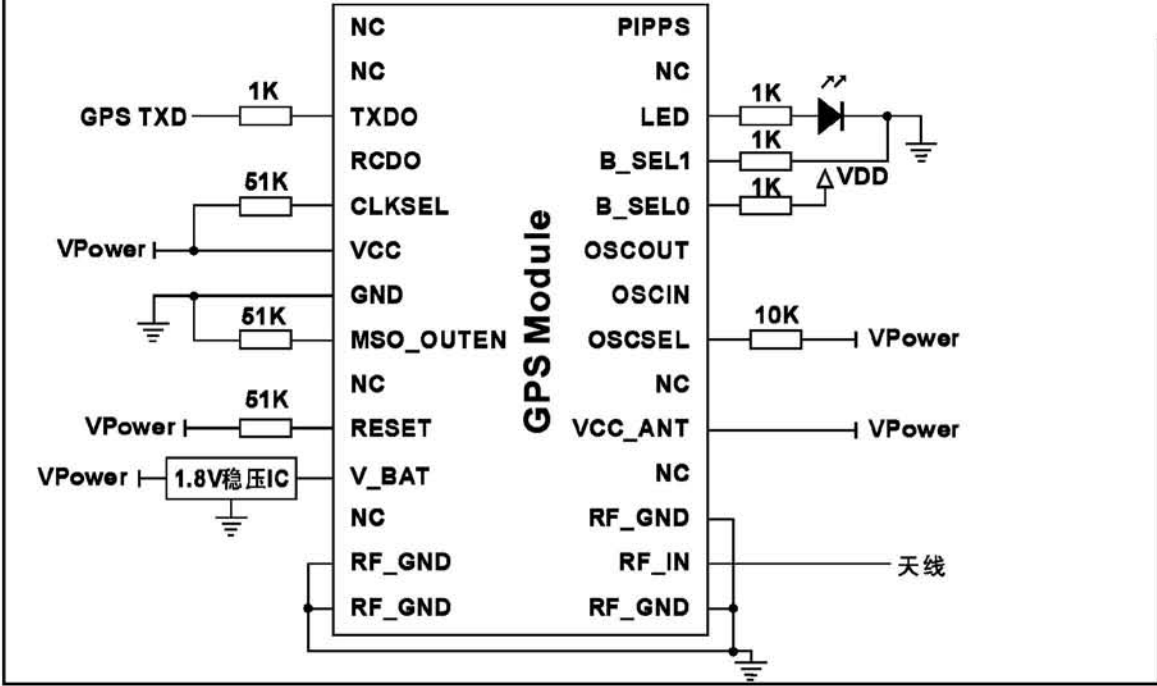 NC PIPPS
NC NC
1K 1K
GPS TXD TXDO LED
1K
RCDO B_SEL1
51K 1K VDD
CLKSEL B_SEL0
VPower VCC OSCOUT
GND OSCIN
51K 10K
MSO_OUTEN OSCSEL VPower
NC NC
51K
VPower RESET VCC_ANT VPower
VPower 1.8V稳压IC V_BAT NC
NC RF_GND
RF_GND RF_IN 天线
RF_GND RF_GND
GPS Module